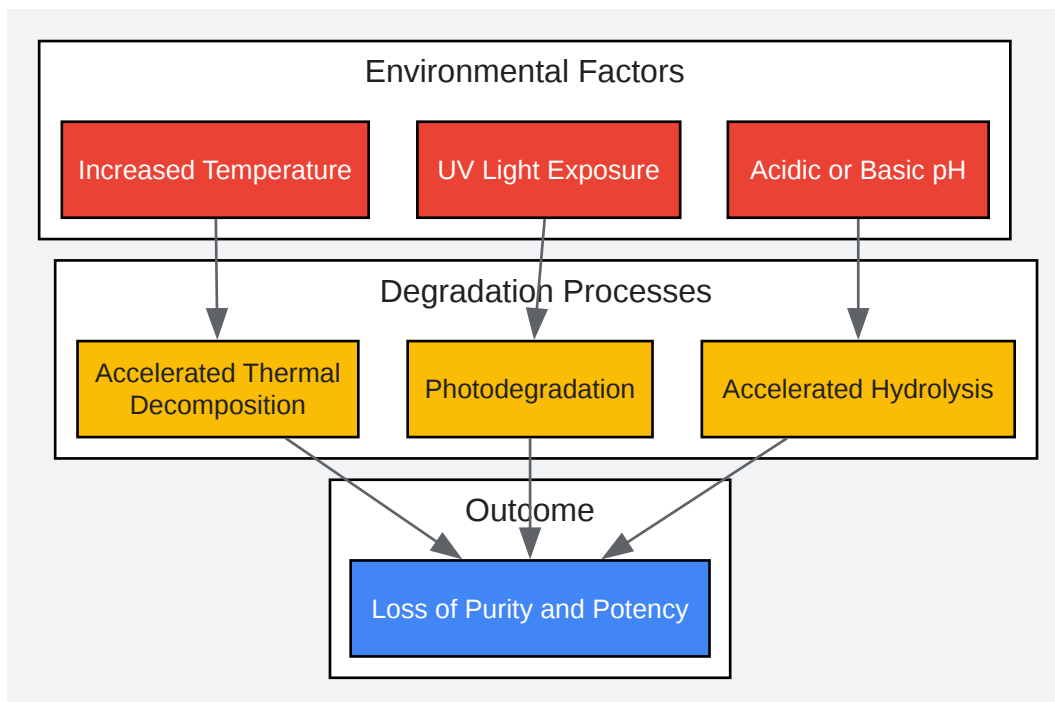 Environmental Factors
Increased Temperature
UV Light Exposure
Acidic or Basic pH
Degradation Processes
Accelerated Thermal
Decomposition
Photodegradation
Accelerated Hydrolysis
Outcome
Loss of Purity and Potency